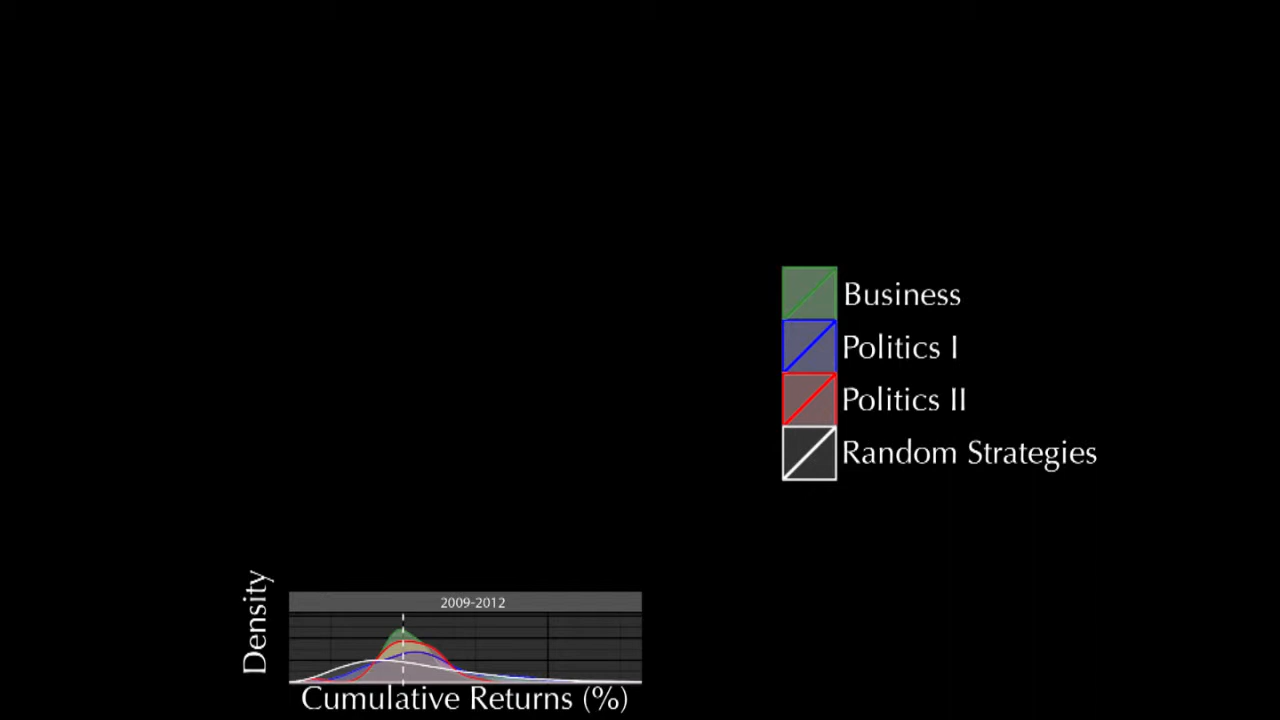 Business
Politics I
Politics II
Random Strategies
Density
2009-2012
Cumulative Returns (%)